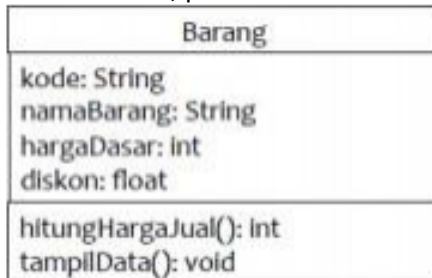 Barang
kode: String
namaBarang: String
hargaDasar: int
diskon: float
hitungHargaJual(): int
tampilData(): void